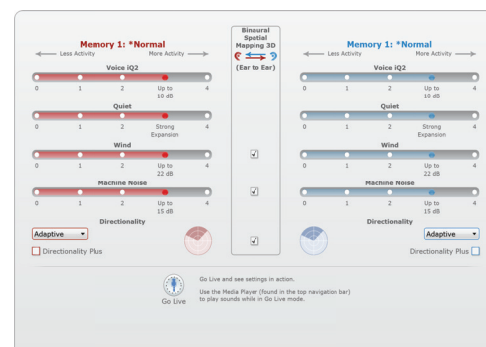 Binaural
Spatial
Mapping 3D
(Ear to Ear)
Memory 1: *Normal
Less Activity More Activity
Voice iQ2
0 1 2 Up to 4
10 dB
Quiet
0 1 2 Strong 4
Expansion
Wind
0 1 2 Up to 4
22 dB
Machine Noise
0 1 2 Up to 4
15 dB
Directionality
Adaptive
Directionality Plus
Memory 1: *Normal
Less Activity More Activity
Voice iQ2
0 1 2 Up to 4
10 dB
Quiet
0 1 2 Strong 4
Expansion
Wind
0 1 2 Up to 4
22 dB
Machine Noise
0 1 2 Up to 4
15 dB
Directionality
Adaptive
Directionality Plus
Go Live
Go Live and see settings in action.
Use the Media Player (found in the top navigation bar)
to play sounds while in Go Live mode.